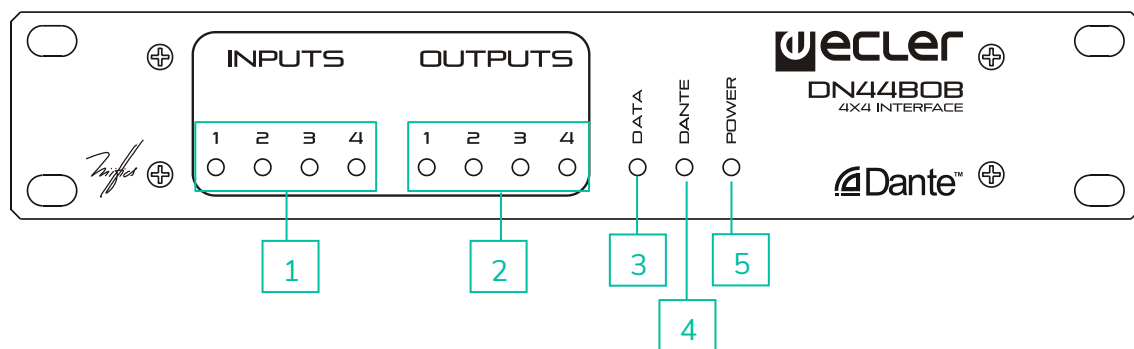 INPUTS OUTPUTS
1 2 3 4 1 2 3 4
DATA
DANTE
POWER
ecler
DN44BOB
4X4 INTERFACE
Dante™
1 2 3 4 5